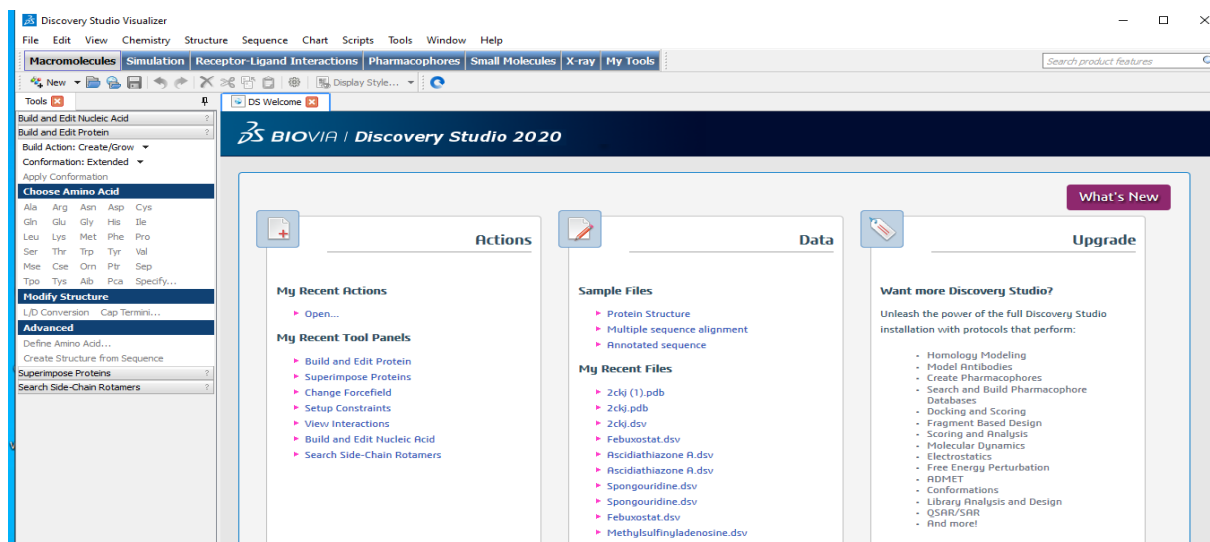 Discovery Studio Visualizer
File Edit View Chemistry Structure Sequence Chart Scripts Tools Window Help
Macromolecules Simulation Receptor-Ligand Interactions Pharmacophores Small Molecules X-ray My Tools
Search product features
New Display Style...
Tools
DS Welcome
Build and Edit Nucleic Acid ?
Build and Edit Protein ?
Build Action: Create/Grow
Conformation: Extended
Apply Conformation
Choose Amino Acid
Ala Arg Asn Asp Cys
Gln Glu Gly His Ile
Leu Lys Met Phe Pro
Ser Thr Trp Tyr Val
Mse Cse Orn Ptr Sep
Tpo Tys Aib Pca Specify...
Modify Structure
L/D Conversion Cap Termini...
Advanced
Define Amino Acid...
Create Structure from Sequence
Superimpose Proteins ?
Search Side-Chain Rotamers ?
BIOVIA | Discovery Studio 2020
What's New
Actions
My Recent Actions
Open...
My Recent Tool Panels
Build and Edit Protein
Superimpose Proteins
Change Forcefield
Setup Constraints
View Interactions
Build and Edit Nucleic Acid
Search Side-Chain Rotamers
Data
Sample Files
Protein Structure
Multiple sequence alignment
Annotated sequence
My Recent Files
2ckj (1).pdb
2ckj.pdb
2ckj.dsv
Febuxostat.dsv
Ascidiathiazone A.dsv
Ascidiathiazone A.dsv
Spongouridine.dsv
Spongouridine.dsv
Febuxostat.dsv
Methylsulfinyladenosine.dsv
Upgrade
Want more Discovery Studio?
Unleash the power of the full Discovery Studio
installation with protocols that perform:
Homology Modeling
Model Antibodies
Create Pharmacophores
Search and Build Pharmacophore
Databases
Docking and Scoring
Fragment Based Design
Scoring and Analysis
Molecular Dynamics
Electrostatics
Free Energy Perturbation
ADMET
Conformations
Library Analysis and Design
QSAR/SAR
And more!